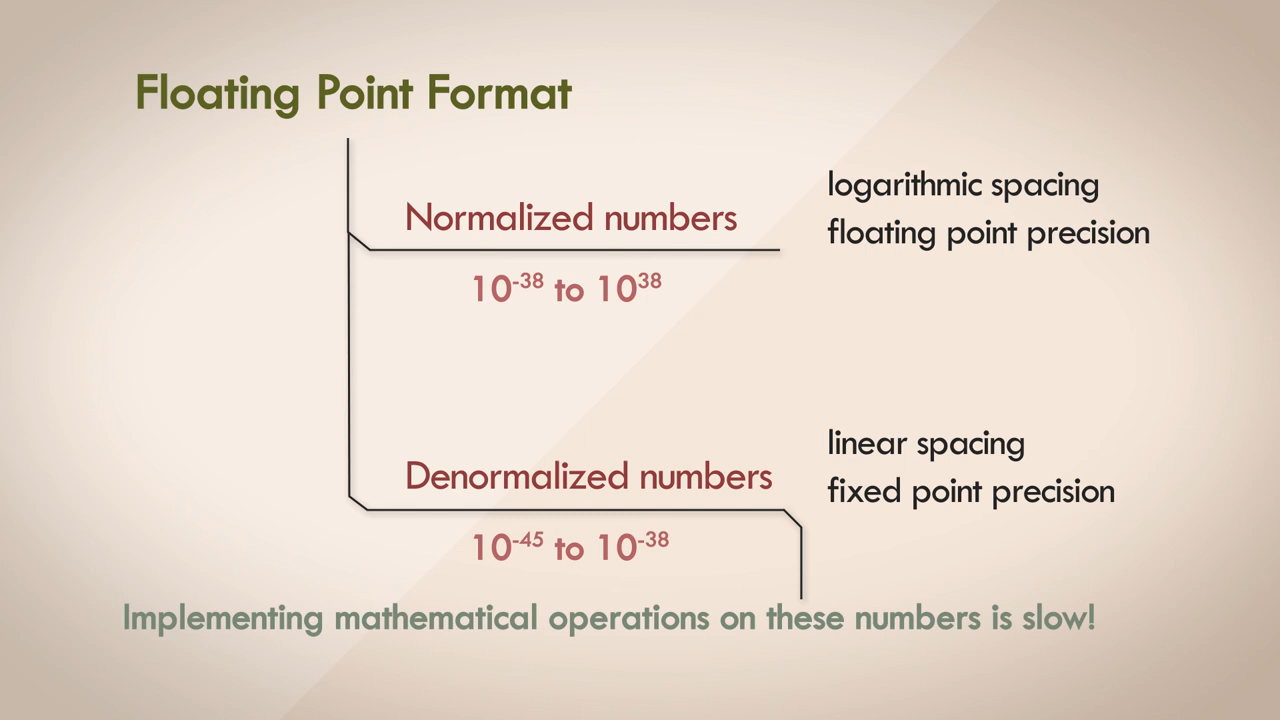 Floating Point Format
Normalized numbers
10⁻³⁸ to 10³⁸
logarithmic spacing
floating point precision
Denormalized numbers
10⁻⁴⁵ to 10⁻³⁸
linear spacing
fixed point precision
Implementing mathematical operations on these numbers is slow!